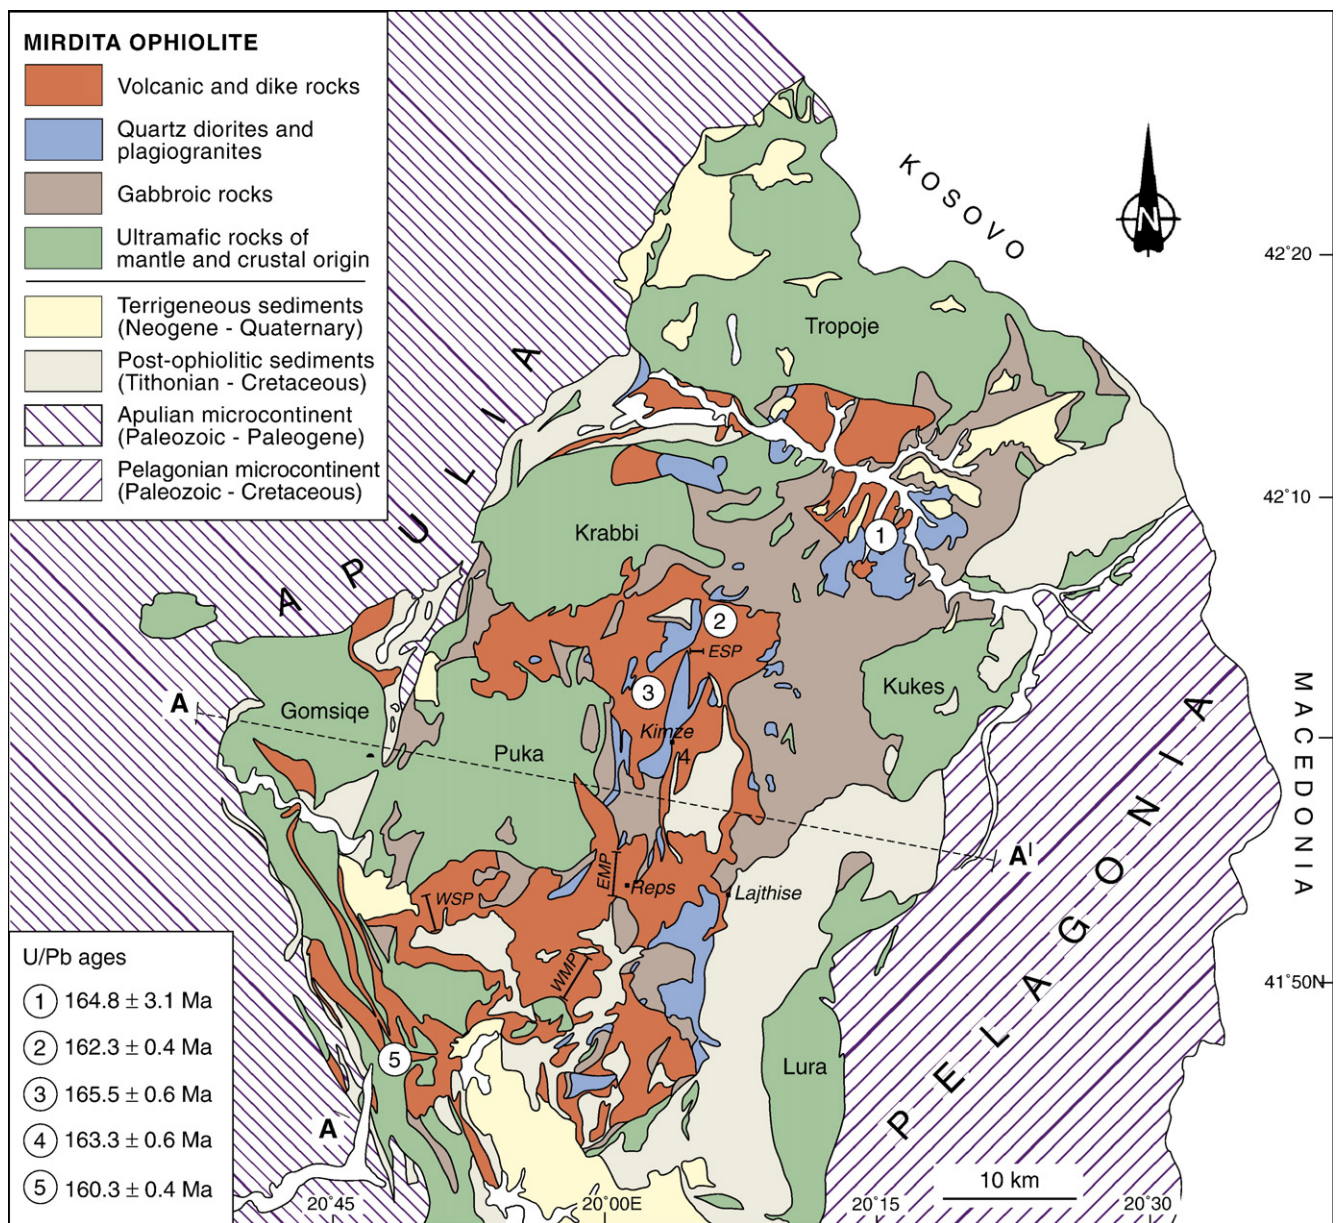 MIRDITA OPHIOLITE
Volcanic and dike rocks
Quartz diorites and
plagiogranites
Gabbroic rocks
Ultramafic rocks of
mantle and crustal origin
Terrigeneous sediments
(Neogene - Quaternary)
Post-ophiolitic sediments
(Tithonian - Cretaceous)
Apulian microcontinent
(Paleozoic - Paleogene)
Pelagonian microcontinent
(Paleozoic - Cretaceous)
KOSOVO
N
42°20
Tropoje
APULIA
42°10
Krabbi
1
2
ESP
3
Kukes
MACEDONIA
A
Gomsiqe
Kimze
Puka
4
PELAGONIA
A'
EMP
Reps
Lajthise
WSP
WMP
41°50N
5
Lura
A
U/Pb ages
1 164.8 ± 3.1 Ma
2 162.3 ± 0.4 Ma
3 165.5 ± 0.6 Ma
4 163.3 ± 0.6 Ma
5 160.3 ± 0.4 Ma
10 km
20°45
20°00E
20°15
20°30